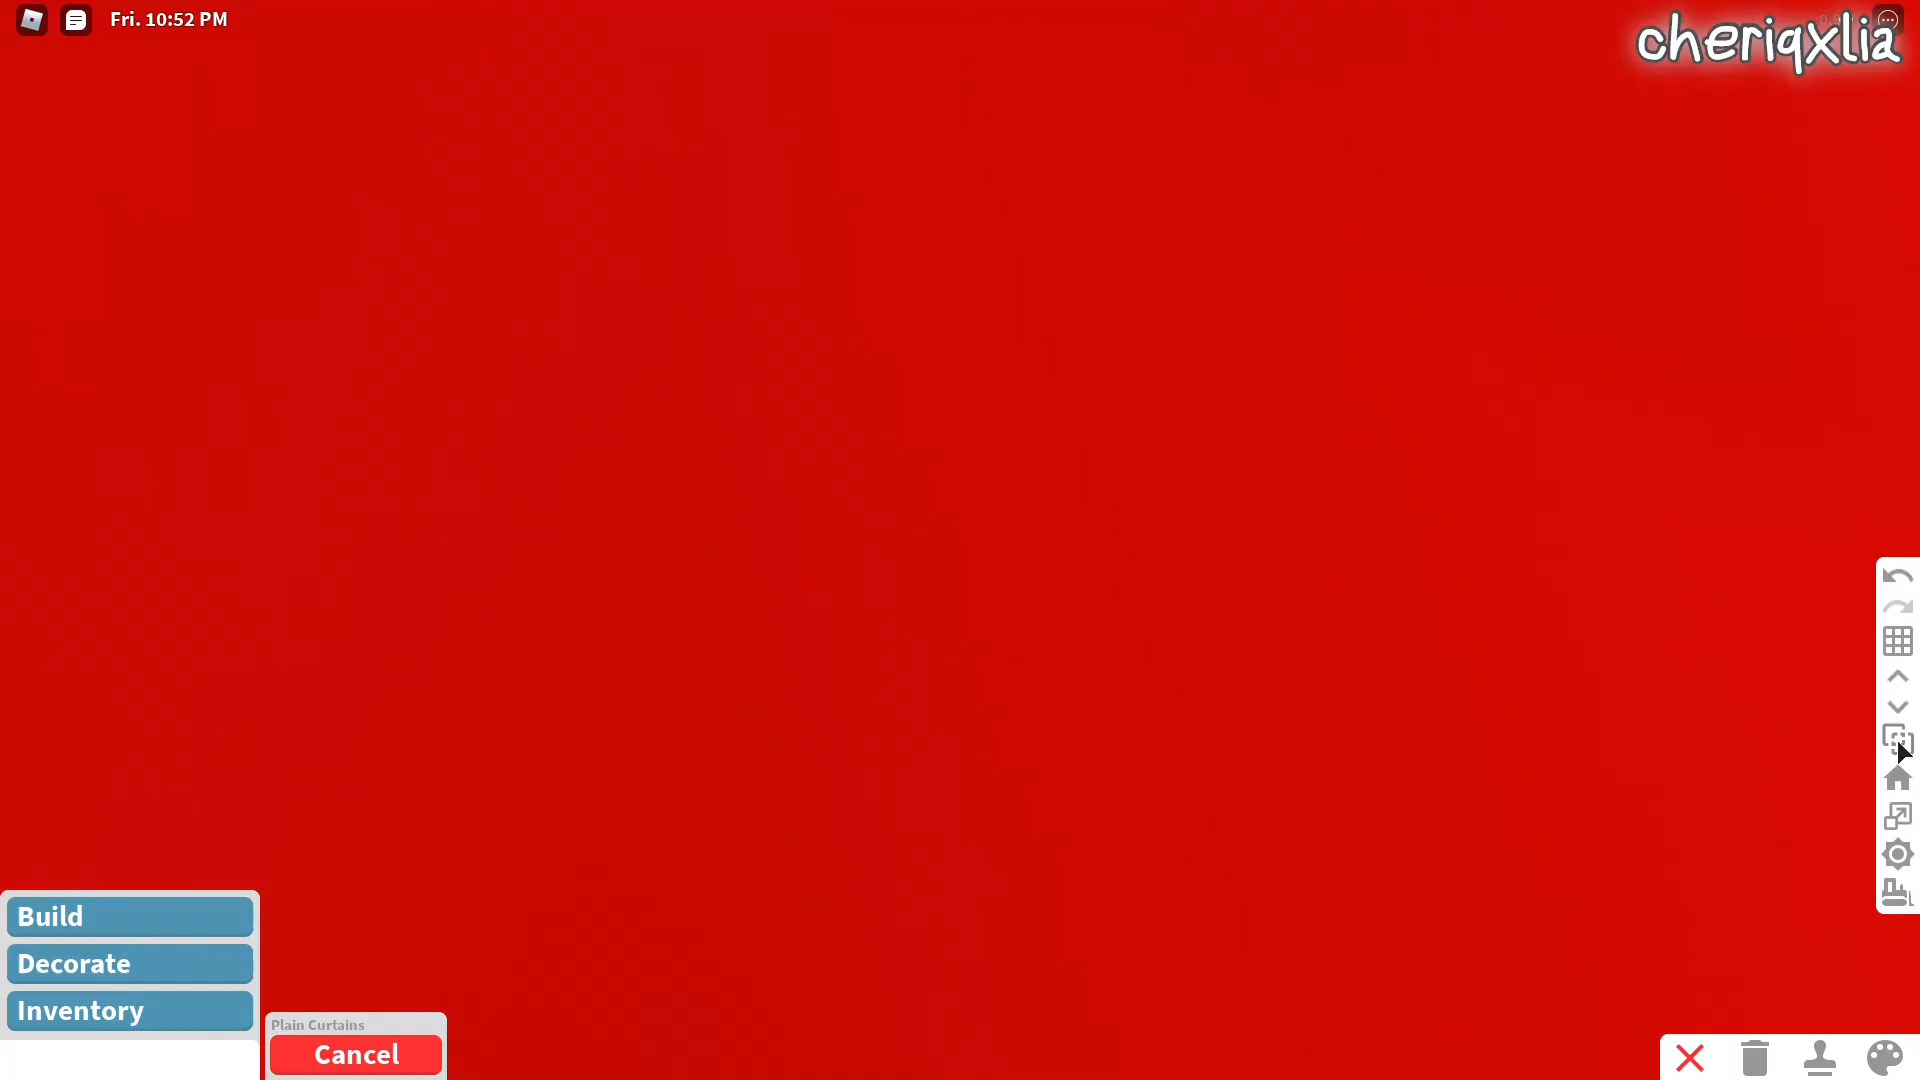 Fri. 10:52 PM
cheriqxlia
Build
Decorate
Inventory
Plain Curtains
Cancel